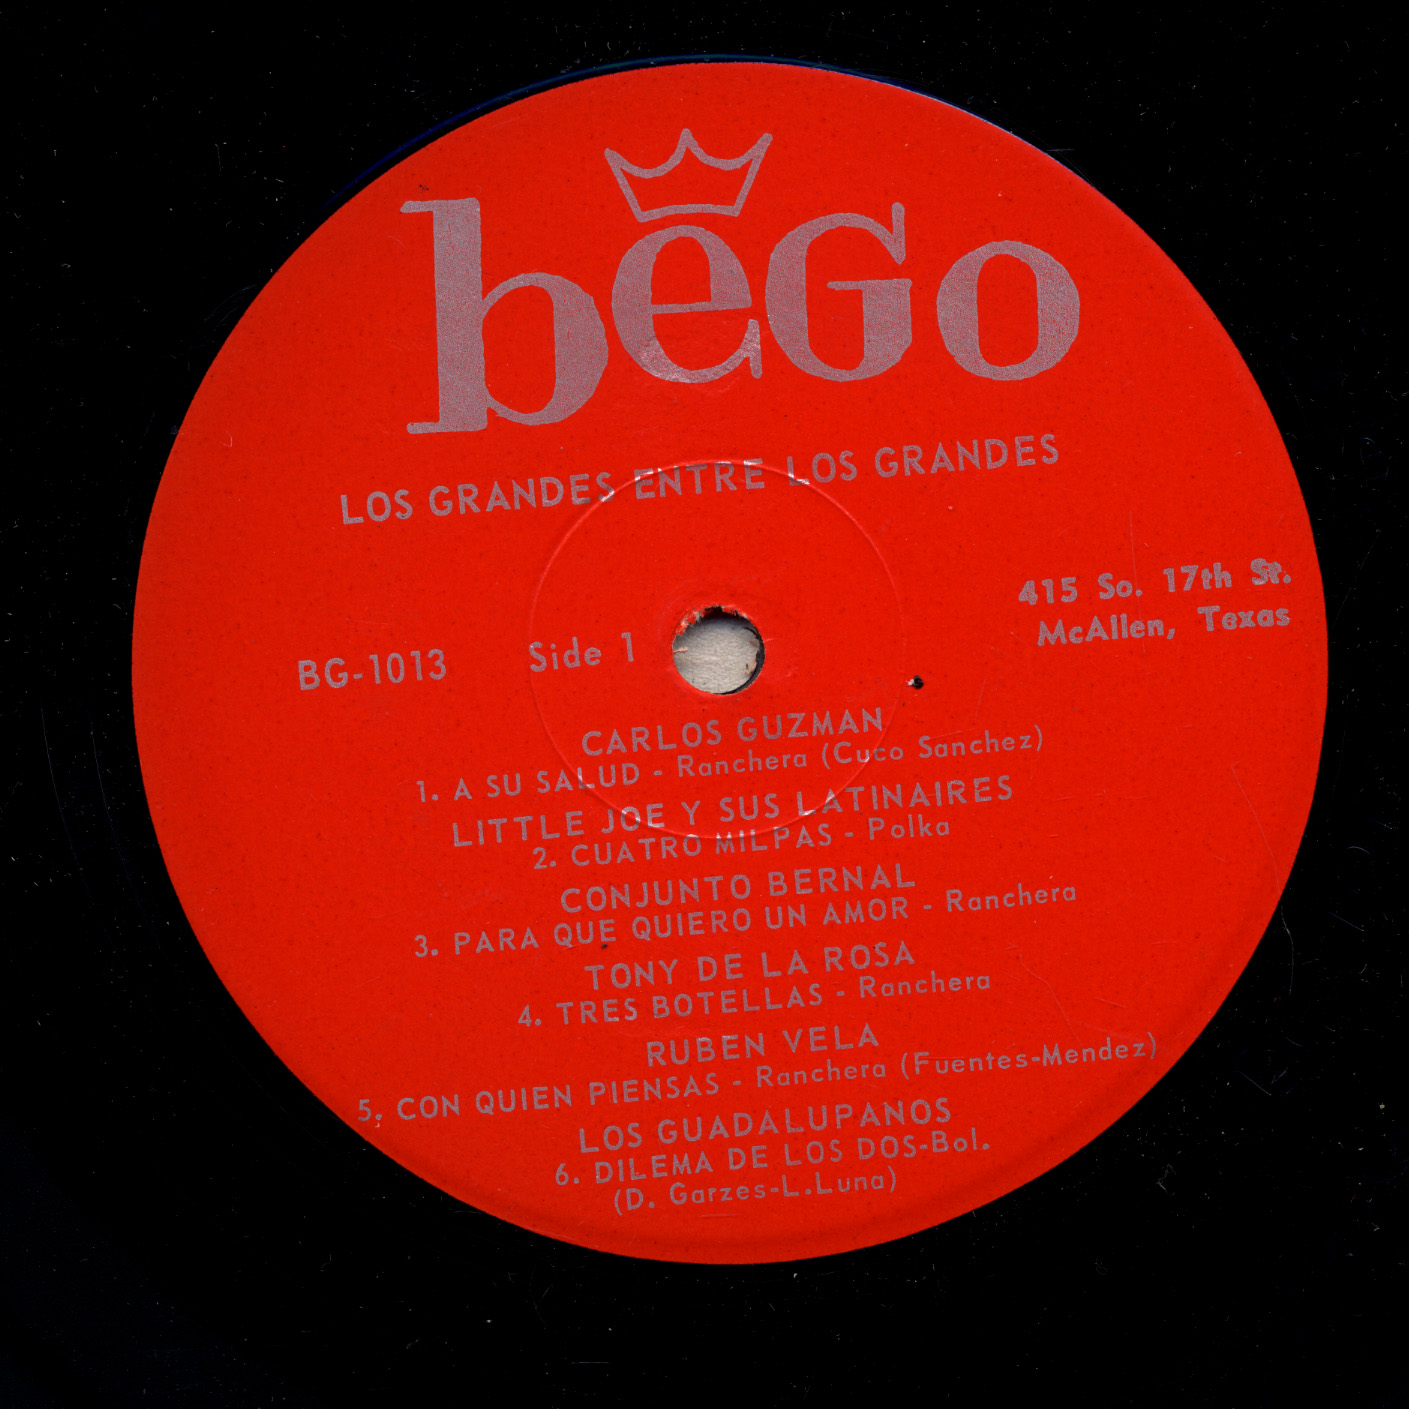 beGo
LOS GRANDES ENTRE LOS GRANDES
415 So. 17th St.
McAllen, Texas
BG-1013 Side 1
CARLOS GUZMAN
1. A SU SALUD - Ranchera (Cuco Sanchez)
LITTLE JOE Y SUS LATINAIRES
2. CUATRO MILPAS - Polka
CONJUNTO BERNAL
3. PARA QUE QUIERO UN AMOR - Ranchera
TONY DE LA ROSA
4. TRES BOTELLAS - Ranchera
RUBEN VELA
5. CON QUIEN PIENSAS - Ranchera (Fuentes-Mendez)
LOS GUADALUPANOS
6. DILEMA DE LOS DOS-Bol.
(D. Garzes-L.Luna)